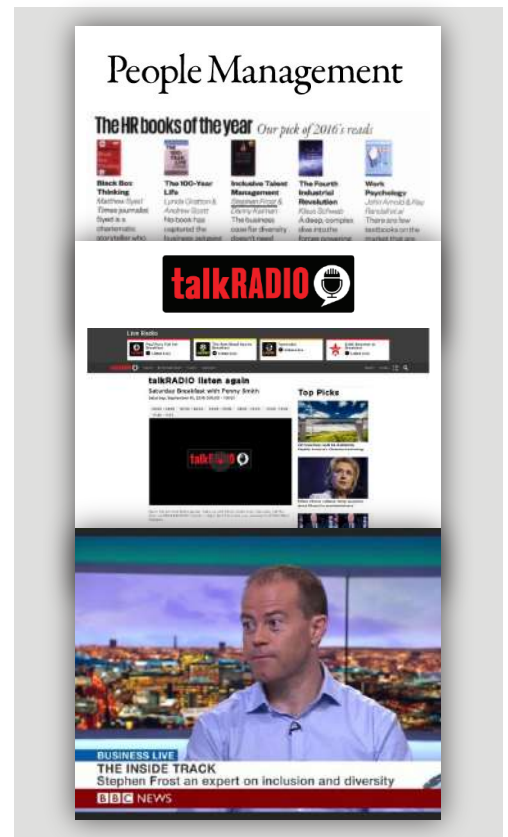 People Management
The HR books of the year Our pick of 2016's reads
Black Box
Thinking
Matthew Syed
Times journalist
Syed is a
charismatic
storyteller who
The 100-Year
Life
Lynda Gratton &
Andrew Scott
No book has
captured the
Inclusive Talent
Management
Stephen Frost &
Danny Kalman
The business
case for diversity
doesn't need
The Fourth
Industrial
Revolution
Klaus Schwab
A deep, complex
dive into the
forces powering
Work
Psychology
John Arnold & Ray
Randall et al
There are few
textbooks on the
market that are
talkRADIO
Live Radio
talkRADIO listen again
Saturday Breakfast with Penny Smith
Top Picks
talkRADIO
BUSINESS LIVE
THE INSIDE TRACK
Stephen Frost an expert on inclusion and diversity
BBC NEWS